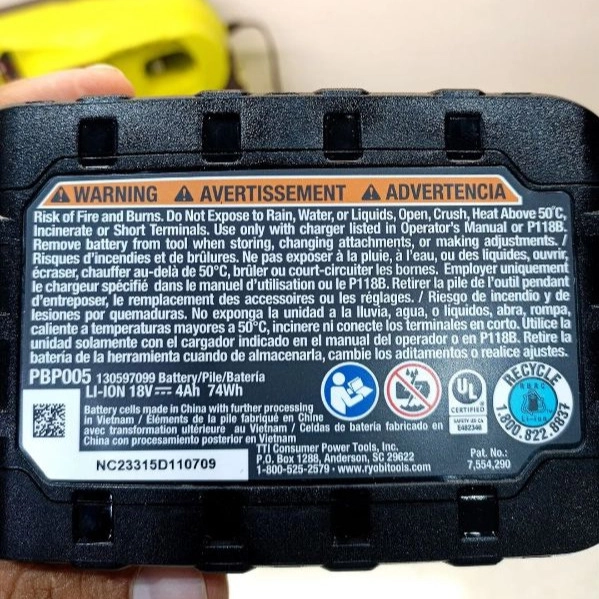 WARNING AVERTISSEMENT ADVERTENCIA
Risk of Fire and Burns. Do Not Expose to Rain, Water, or Liquids, Open, Crush, Heat Above 50°C,
Incinerate or Short Terminals. Use only with charger listed in Operator's Manual or P118B.
Remove battery from tool when storing, changing attachments, or making adjustments. /
Risques d'incendies et de brûlures. Ne pas exposer à la pluie, à l'eau, ou des liquides, ouvrir,
écraser, chauffer au-delà de 50°C, brûler ou court-circuiter les bornes. Employer uniquement
le chargeur spécifié dans le manuel d'utilisation ou le P118B. Retirer la pile de l'outil pendant
d'entreposer, le remplacement des accessoires ou les réglages. / Riesgo de incendio y de
lesiones por quemaduras. No exponga la unidad a la lluvia, agua, o líquidos, abra, rompa,
caliente a temperaturas mayores a 50°C, incinere ni conecte los terminales en corto. Utilice la
unidad solamente con el cargador indicado en el manual del operador o en P118B. Retire la
batería de la herramienta cuando de almacenarla, cambie los aditamentos o realice ajustes.
PBP005 130597099 Battery/Pile/Batería
LI-ION 18V⎓ 4Ah 74Wh
Battery cells made in China with further processing
in Vietnam / Éléments de la pile fabriqué en Chine
avec transformation ultérieure au Vietnam / Celdas de batería fabricado en
China con procesamiento posterior en Vietnam
UL
CERTIFIED
SAFETY US-CA
E482346
RECYCLE
RBRC
Li-ion
1.800.822.8837
NC23315D110709
TTI Consumer Power Tools, Inc.
P.O. Box 1288, Anderson, SC 29622
1-800-525-2579 • www.ryobitools.com
Pat. No.:
7,554,290